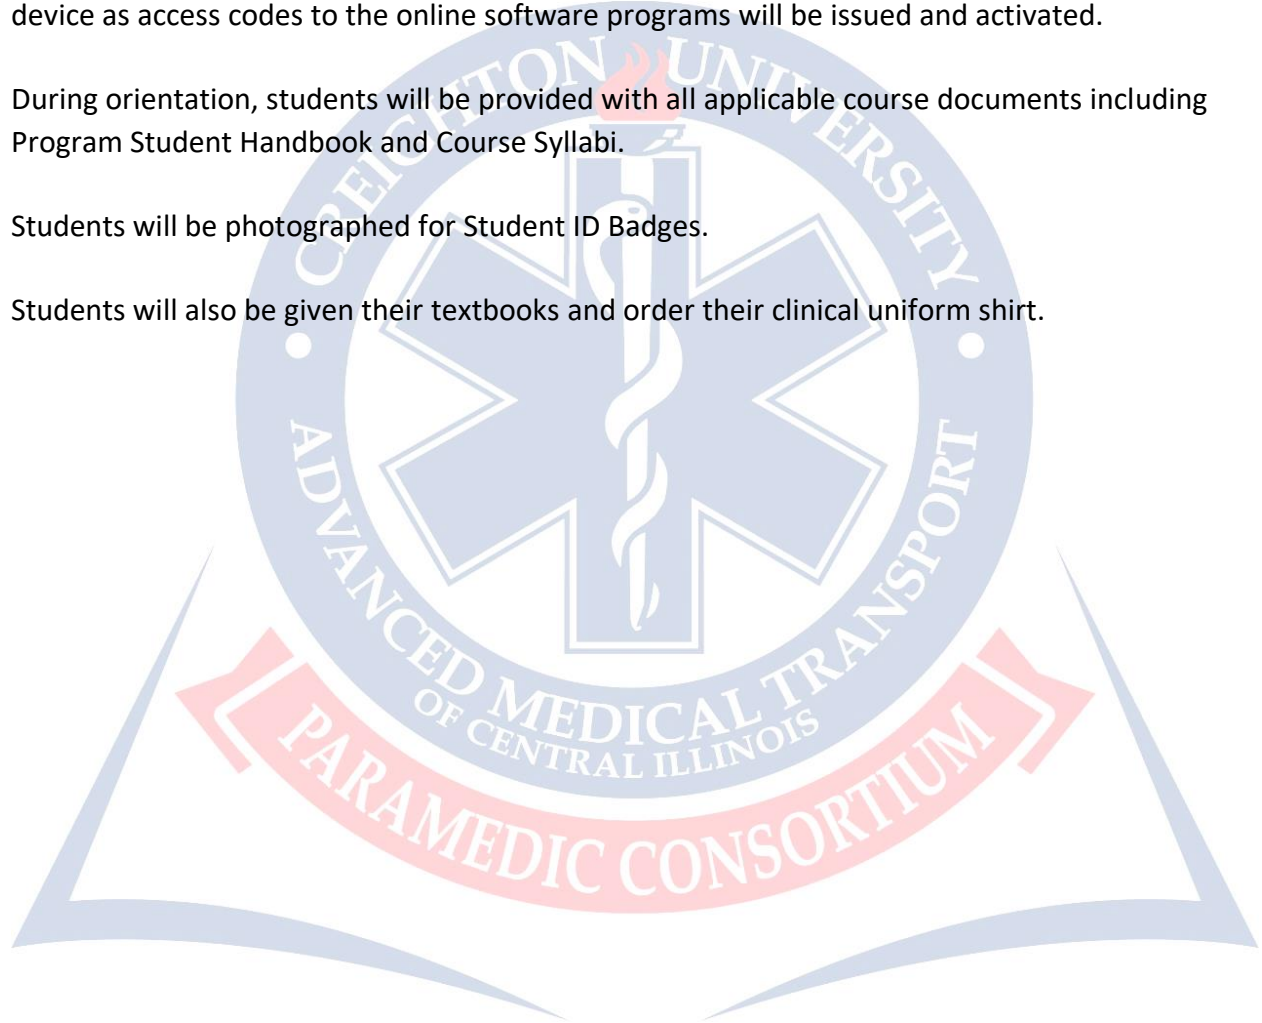 device as access codes to the online software programs will be issued and activated.
During orientation, students will be provided with all applicable course documents including
Program Student Handbook and Course Syllabi.
Students will be photographed for Student ID Badges.
Students will also be given their textbooks and order their clinical uniform shirt.
CREIGHTON UNIVERSITY
ADVANCED MEDICAL TRANSPORT
OF CENTRAL ILLINOIS
PARAMEDIC CONSORTIUM